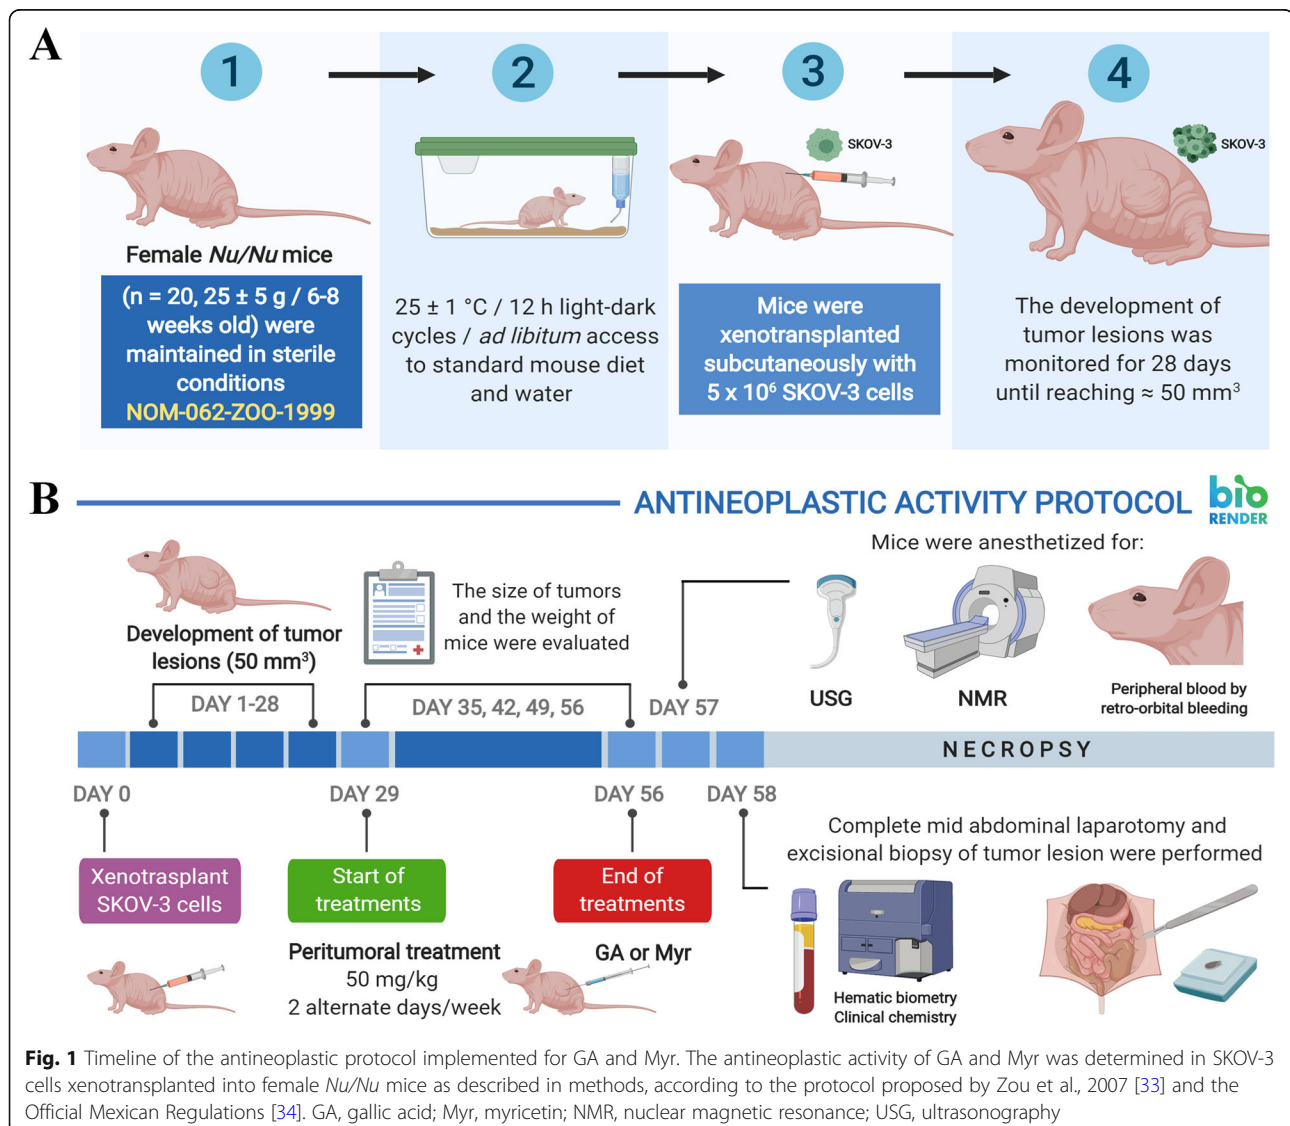 A
1
2
3
4
SKOV-3
SKOV-3
Female Nu/Nu mice
(n = 20, 25 ± 5 g / 6-8
weeks old) were
maintained in sterile
conditions
NOM-062-ZOO-1999
25 ± 1 °C / 12 h light-dark
cycles / ad libitum access
to standard mouse diet
and water
Mice were
xenotransplanted
subcutaneously with
5 x 10⁶ SKOV-3 cells
The development of
tumor lesions was
monitored for 28 days
until reaching ≈ 50 mm³
B
ANTINEOPLASTIC ACTIVITY PROTOCOL
bio
RENDER
Mice were anesthetized for:
The size of tumors
and the weight of
mice were evaluated
Development of tumor
lesions (50 mm³)
USG
NMR
Peripheral blood by
retro-orbital bleeding
DAY 1-28
DAY 35, 42, 49, 56
DAY 57
NECROPSY
DAY 0
DAY 29
DAY 56
DAY 58
Xenotrasplant
SKOV-3 cells
Start of
treatments
End of
treatments
Complete mid abdominal laparotomy and
excisional biopsy of tumor lesion were performed
Peritumoral treatment
50 mg/kg
2 alternate days/week
GA or Myr
Hematic biometry
Clinical chemistry
Fig. 1 Timeline of the antineoplastic protocol implemented for GA and Myr. The antineoplastic activity of GA and Myr was determined in SKOV-3
cells xenotransplanted into female Nu/Nu mice as described in methods, according to the protocol proposed by Zou et al., 2007 [33] and the
Official Mexican Regulations [34]. GA, gallic acid; Myr, myricetin; NMR, nuclear magnetic resonance; USG, ultrasonography